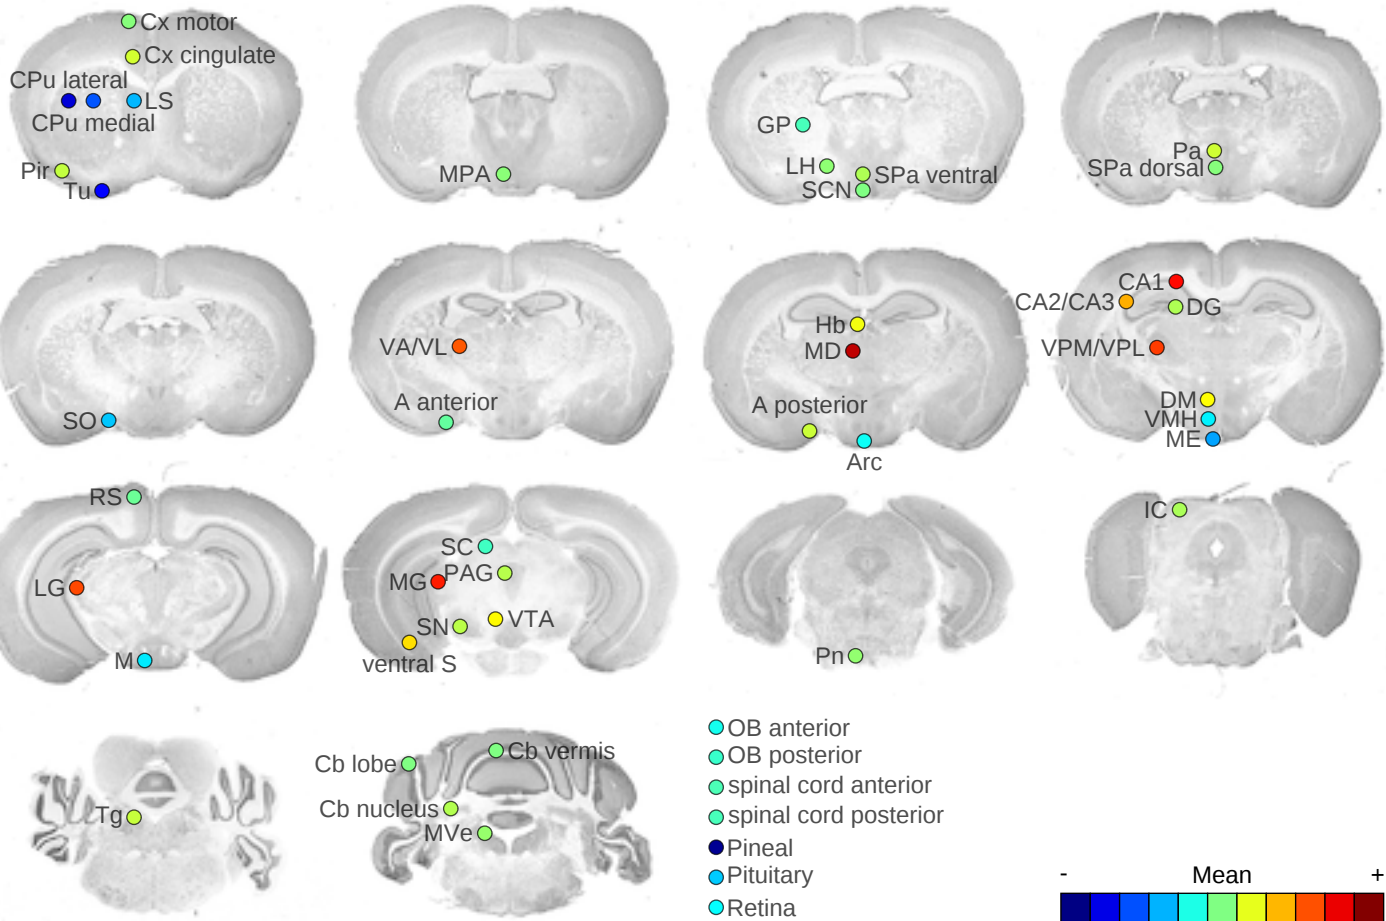 Cx motor
Cx cingulate
CPu lateral
LS
CPu medial
Pir
Tu
MPA
GP
LH
SPa ventral
SCN
Pa
SPa dorsal
SO
VA/VL
A anterior
Hb
MD
A posterior
Arc
CA1
CA2/CA3
DG
VPM/VPL
DM
VMH
ME
RS
LG
M
SC
MG
PAG
SN
VTA
ventral S
Pn
IC
Tg
Cb lobe
Cb vermis
Cb nucleus
MVe
OB anterior
OB posterior
spinal cord anterior
spinal cord posterior
Pineal
Pituitary
Retina
- Mean +